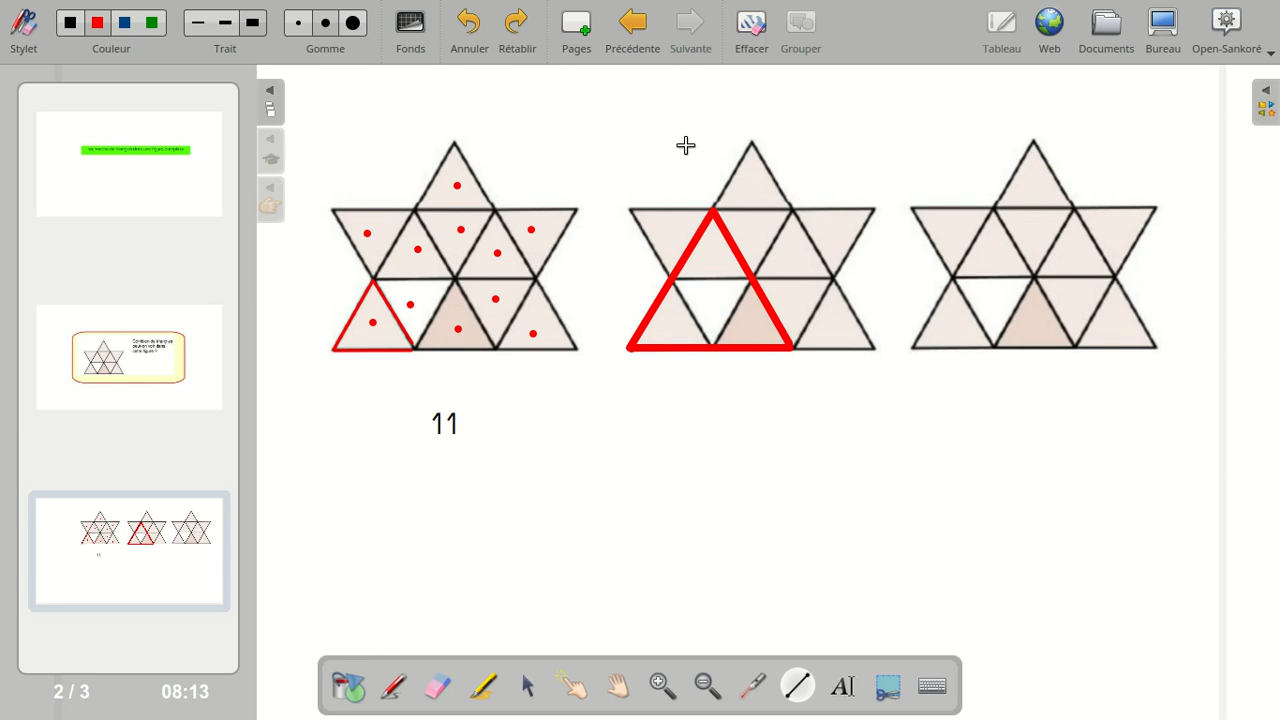 Stylet
Couleur
Trait
Gomme
Fonds
Annuler
Rétablir
Pages
Précédente
Suivante
Effacer
Grouper
Tableau
Web
Documents
Bureau
Open-Sankoré
11
AI
2 / 3
08:13